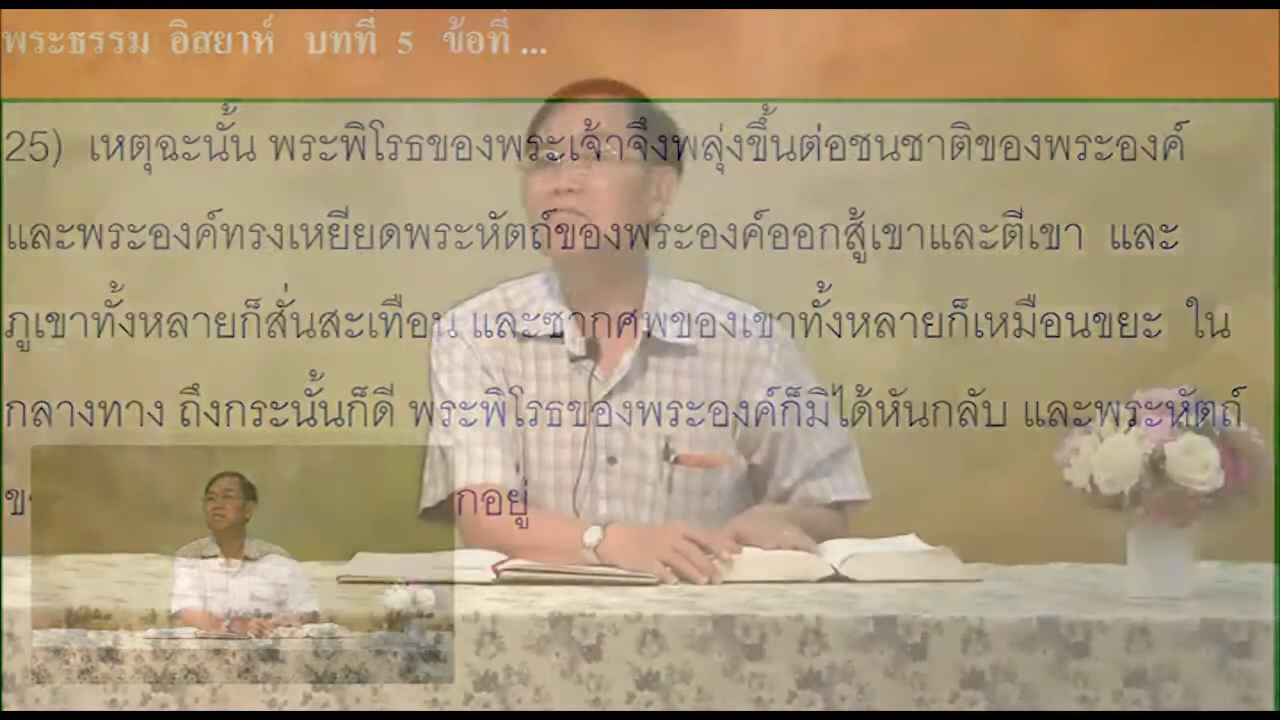 พระธรรม อิสยาห์ บทที่ 5 ข้อที่ ...
25) เหตุฉะนั้น พระพิโรธของพระเจ้าจึงพลุ่งขึ้นต่อชนชาติของพระองค์
และพระองค์ทรงเหยียดพระหัตถ์ของพระองค์ออกสู้เขาและตีเขา และ
ภูเขาทั้งหลายก็สั่นสะเทือน และซากศพของเขาทั้งหลายก็เหมือนขยะ ใน
กลางทาง ถึงกระนั้นก็ดี พระพิโรธของพระองค์ก็มิได้หันกลับ และพระหัตถ์
กอยู่